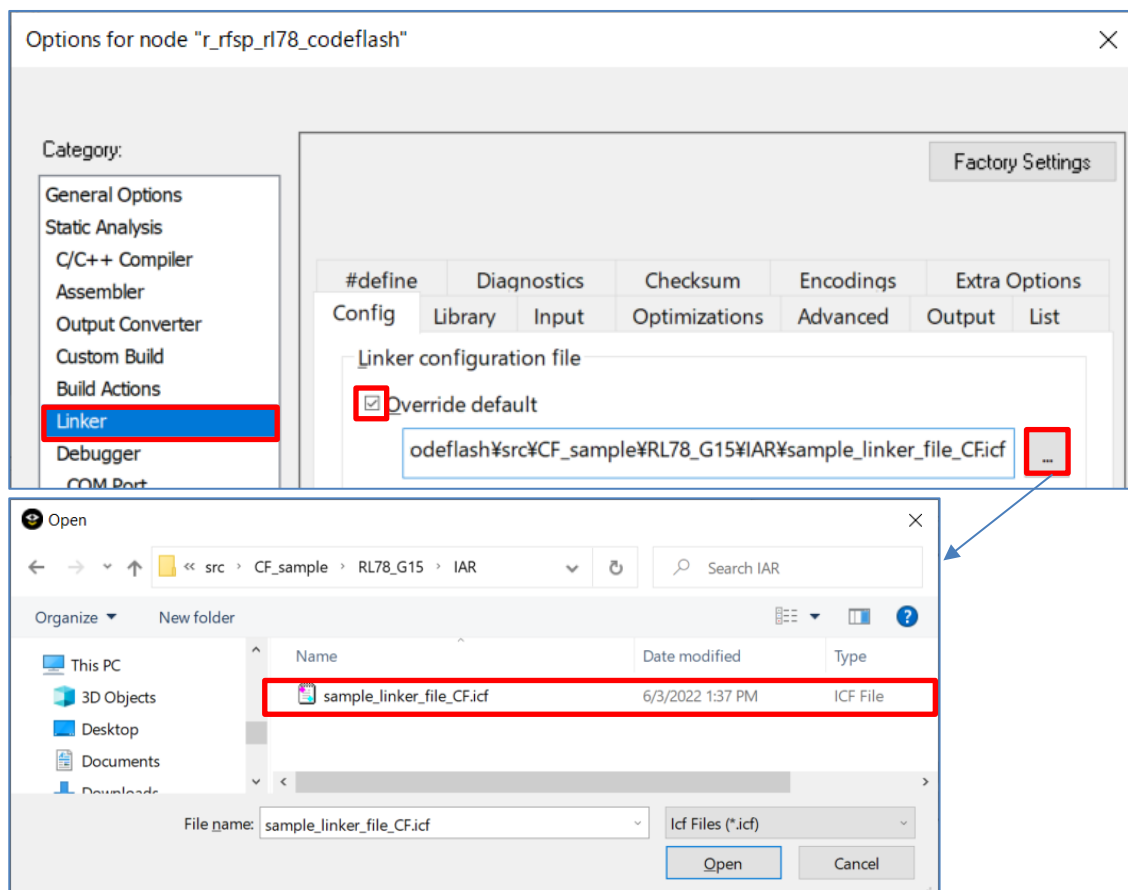 Options for node "r_rfsp_rl78_codeflash"
Category:
Factory Settings
General Options
Static Analysis
C/C++ Compiler
Assembler
Output Converter
Custom Build
Build Actions
Linker
Debugger
COM Port
#define Diagnostics Checksum Encodings Extra Options
Config Library Input Optimizations Advanced Output List
Linker configuration file
Override default
odeflash¥src¥CF_sample¥RL78_G15¥IAR¥sample_linker_file_CF.icf
...
Open
« src › CF_sample › RL78_G15 › IAR
Search IAR
Organize New folder
?
This PC
3D Objects
Desktop
Documents
Downloads
Name Date modified Type
sample_linker_file_CF.icf 6/3/2022 1:37 PM ICF File
File name: sample_linker_file_CF.icf Icf Files (*.icf)
Open Cancel